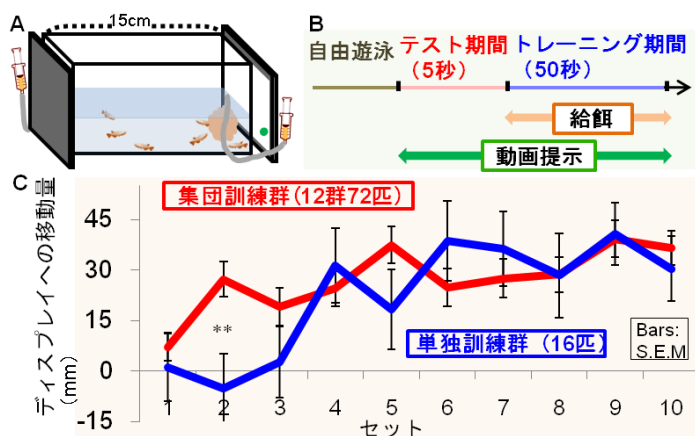 A
15cm
B
自由遊泳
テスト期間
（5秒）
トレーニング期間
（50秒）
給餌
動画提示
C
集団訓練群(12群72匹)
単独訓練群（16匹）
Bars:
S.E.M
**
ディスプレイへの移動量
（mm）
45
30
15
0
-15
1 2 3 4 5 6 7 8 9 10
セット